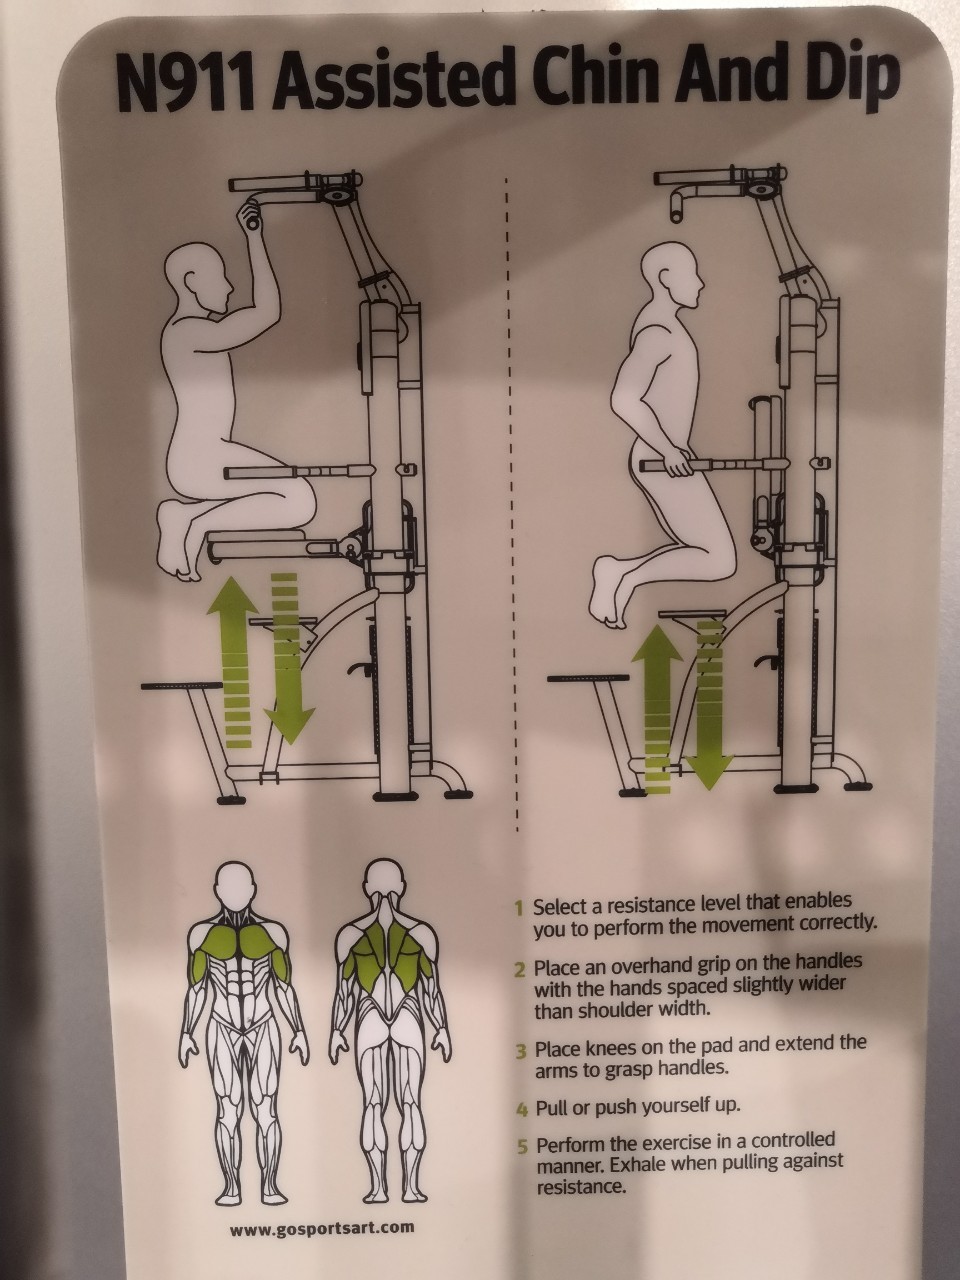 N911 Assisted Chin And Dip
1 Select a resistance level that enables
you to perform the movement correctly.
2 Place an overhand grip on the handles
with the hands spaced slightly wider
than shoulder width.
3 Place knees on the pad and extend the
arms to grasp handles.
4 Pull or push yourself up.
5 Perform the exercise in a controlled
manner. Exhale when pulling against
resistance.
www.gosportsart.com